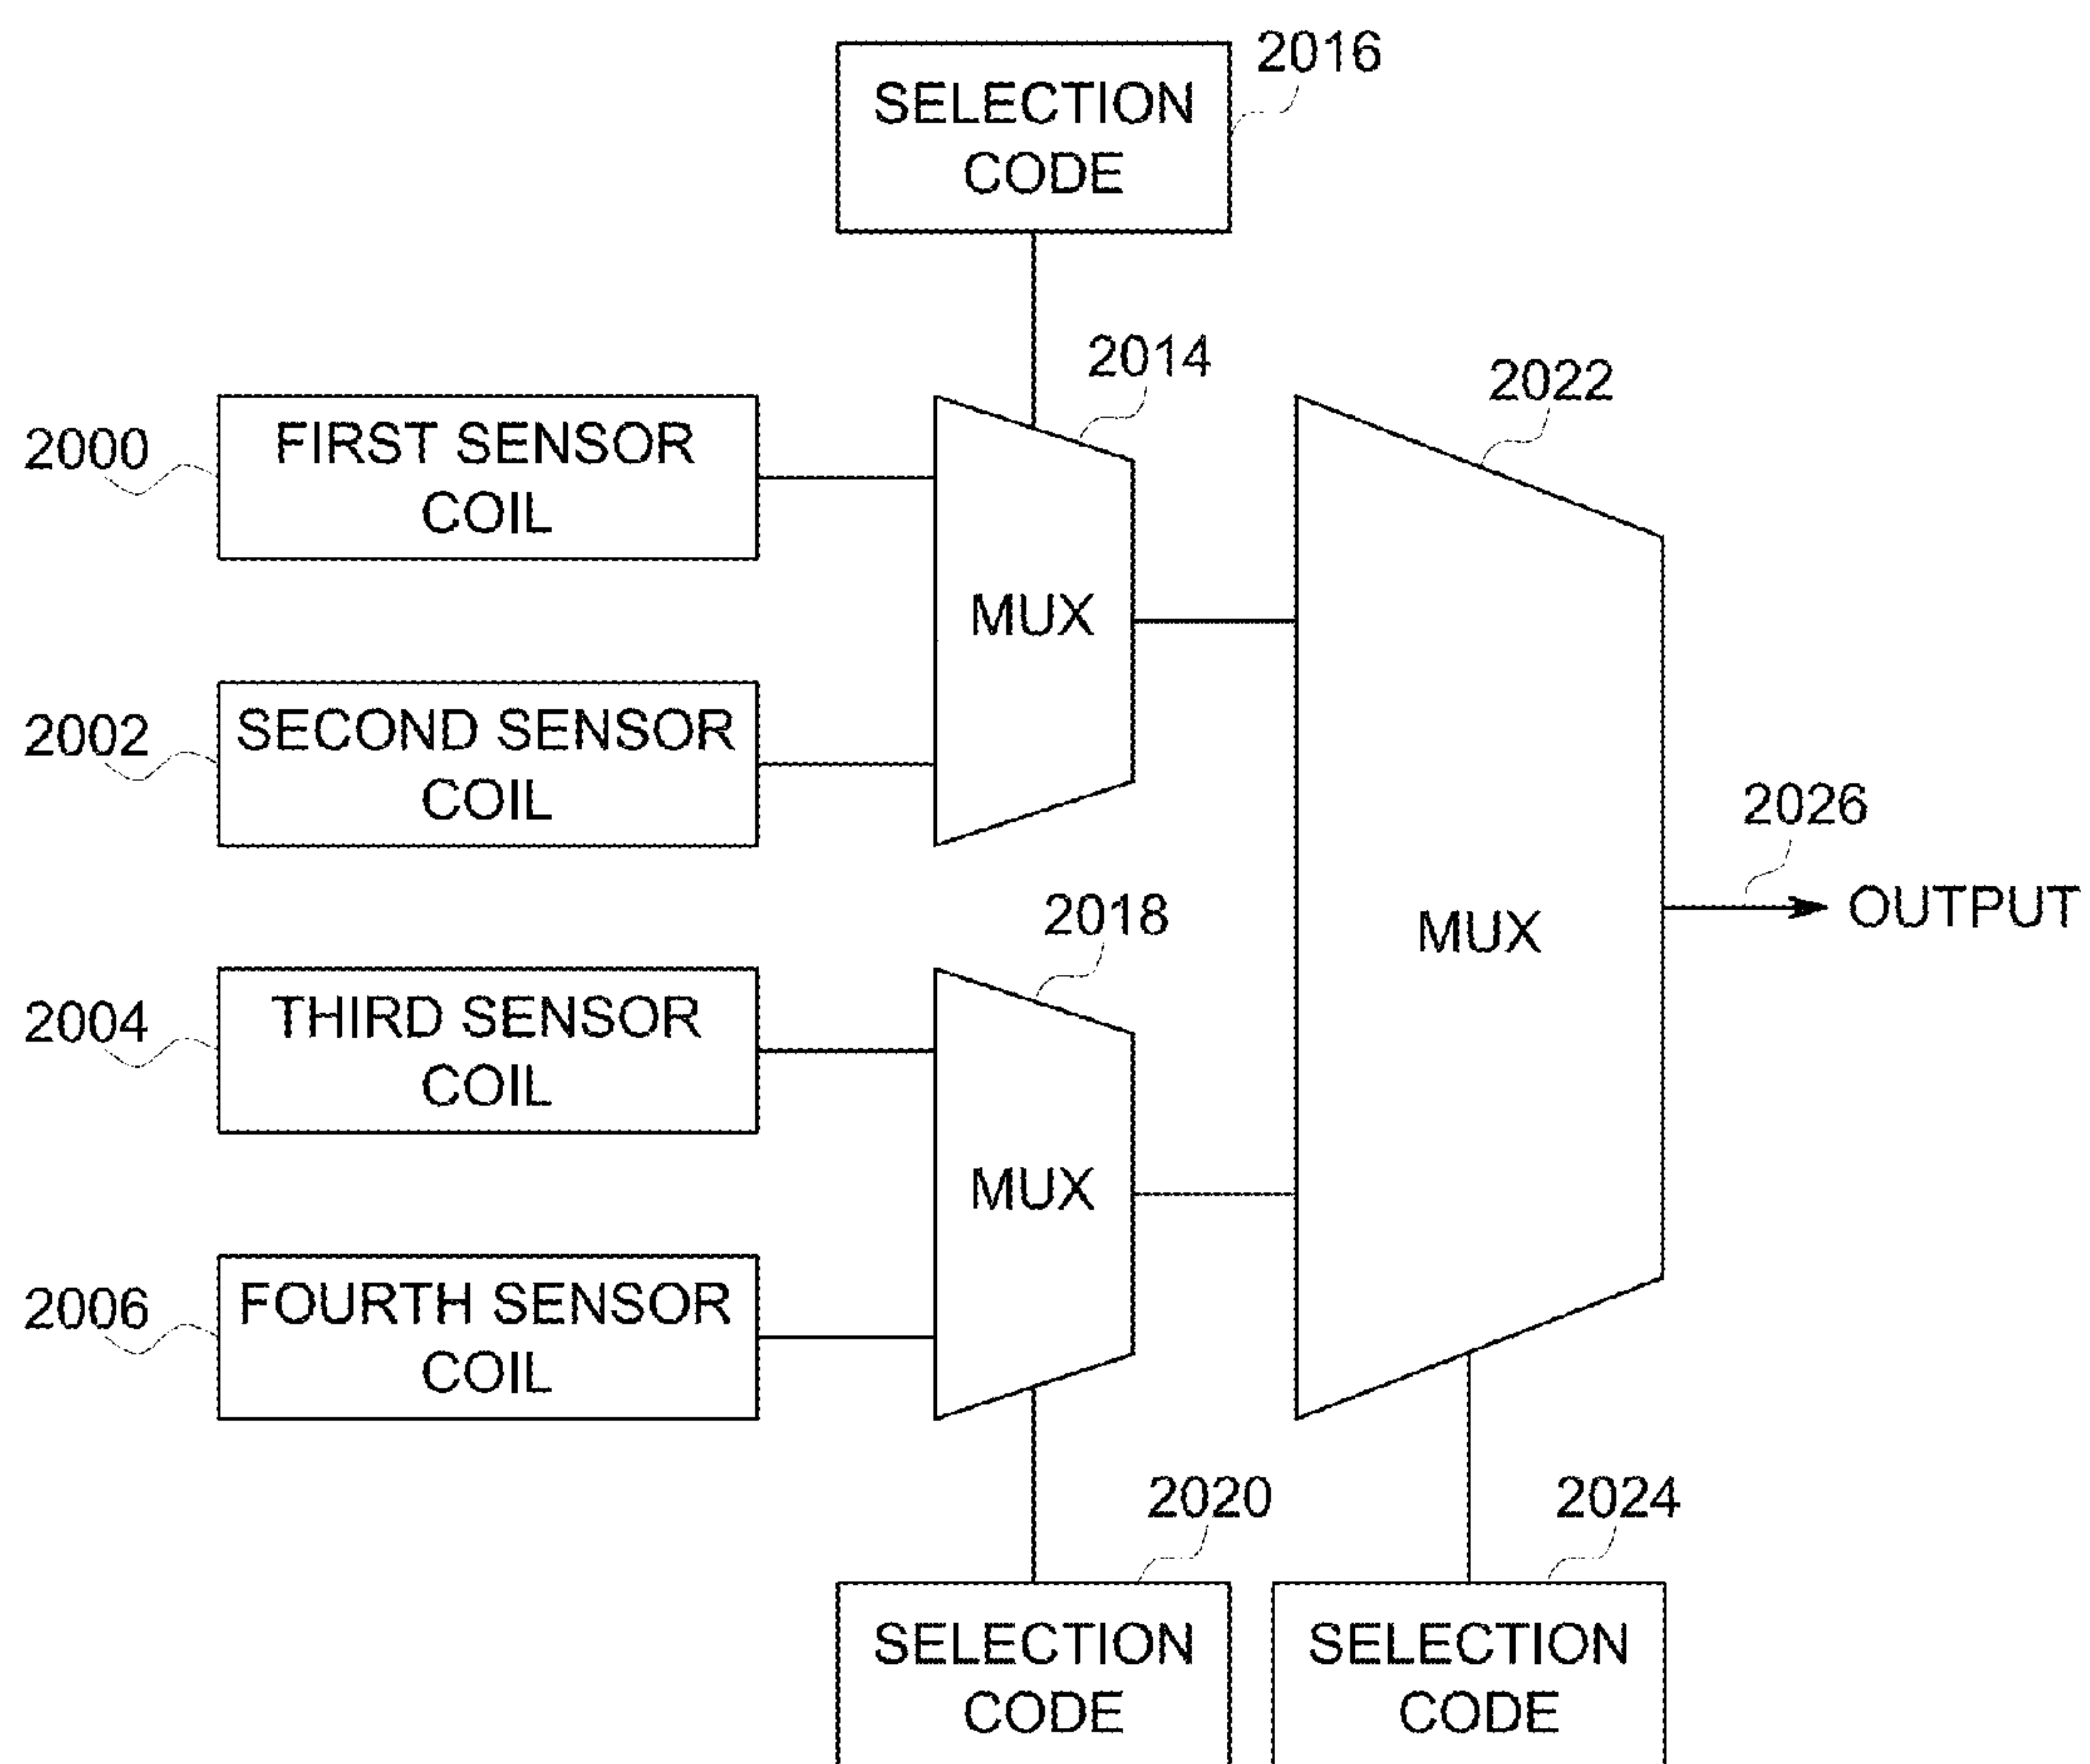 2016
SELECTION
CODE
2014
2022
2000
FIRST SENSOR
COIL
MUX
2002
SECOND SENSOR
COIL
2026
OUTPUT
2018
MUX
2004
THIRD SENSOR
COIL
MUX
2006
FOURTH SENSOR
COIL
2020
2024
SELECTION
CODE
SELECTION
CODE